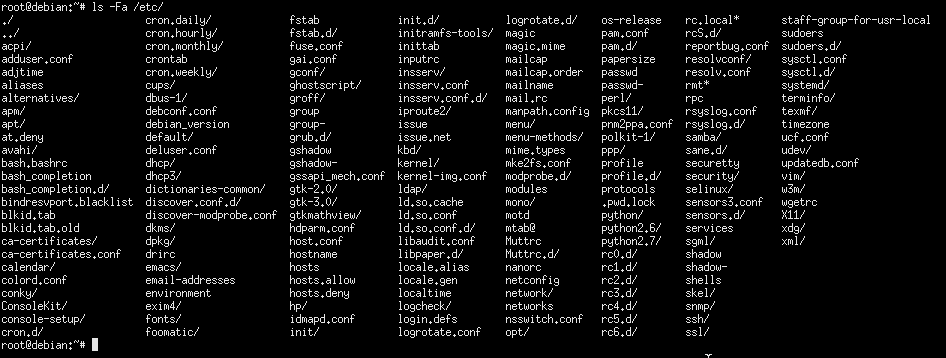 root@debian:~# ls -Fa /etc/
./ cron.daily/ fstab init.d/ logrotate.d/ os-release rc.local* staff-group-for-usr-local
../ cron.hourly/ fstab.d/ initramfs-tools/ magic pam.conf rcS.d/ sudoers
acpi/ cron.monthly/ fuse.conf inittab magic.mime pam.d/ reportbug.conf sudoers.d/
adduser.conf crontab gai.conf inputrc mailcap papersize resolvconf/ sysctl.conf
adjtime cron.weekly/ gconf/ insserv/ mailcap.order passwd resolv.conf sysctl.d/
aliases cups/ ghostscript/ insserv.conf mailname passwd- rmt* systemd/
alternatives/ dbus-1/ groff/ insserv.conf.d/ mail.rc perl/ rpc terminfo/
apm/ debconf.conf group iproute2/ manpath.config pkcs11/ rsyslog.conf texmf/
apt/ debian_version group- issue menu/ pnm2ppa.conf rsyslog.d/ timezone
at.deny default/ grub.d/ issue.net menu-methods/ polkit-1/ samba/ ucf.conf
avahi/ deluser.conf gshadow kbd/ mime.types ppp/ sane.d/ udev/
bash.bashrc dhcp/ gshadow- kernel/ mke2fs.conf profile securetty updatedb.conf
bash_completion dhcp3/ gssapi_mech.conf kernel-img.conf modprobe.d/ profile.d/ security/ vim/
bash_completion.d/ dictionaries-common/ gtk-2.0/ ldap/ modules protocols selinux/ w3m/
bindresvport.blacklist discover.conf.d/ gtk-3.0/ ld.so.cache mono/ .pwd.lock sensors3.conf wgetrc
blkid.tab discover-modprobe.conf gtkmathview/ ld.so.conf motd python/ sensors.d/ X11/
blkid.tab.old dkms/ hdparm.conf ld.so.conf.d/ mtab@ python2.6/ services xdg/
ca-certificates/ dpkg/ host.conf libaudit.conf Muttrc python2.7/ sgml/ xml/
ca-certificates.conf drirc hostname libpaper.d/ Muttrc.d/ rc0.d/ shadow
calendar/ emacs/ hosts locale.alias nanorc rc1.d/ shadow-
colord.conf email-addresses hosts.allow locale.gen netconfig rc2.d/ shells
conky/ environment hosts.deny localtime network/ rc3.d/ skel/
ConsoleKit/ exim4/ hp/ logcheck/ networks rc4.d/ snmp/
console-setup/ fonts/ idmapd.conf login.defs nsswitch.conf rc5.d/ ssh/
cron.d/ foomatic/ init/ logrotate.conf opt/ rc6.d/ ssl/
root@debian:~#